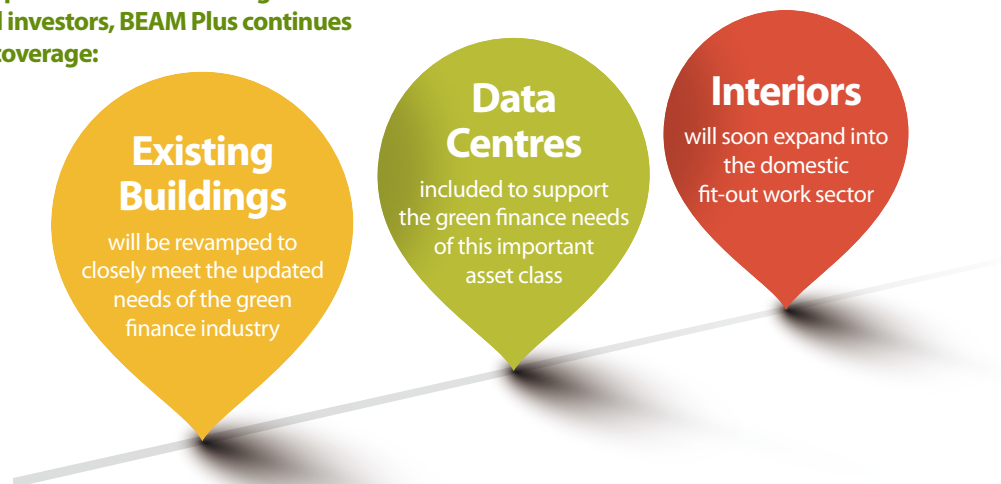 investors, BEAM Plus continues
coverage:
Existing
Buildings
will be revamped to
closely meet the updated
needs of the green
finance industry
Data
Centres
included to support
the green finance needs
of this important
asset class
Interiors
will soon expand into
the domestic
fit-out work sector